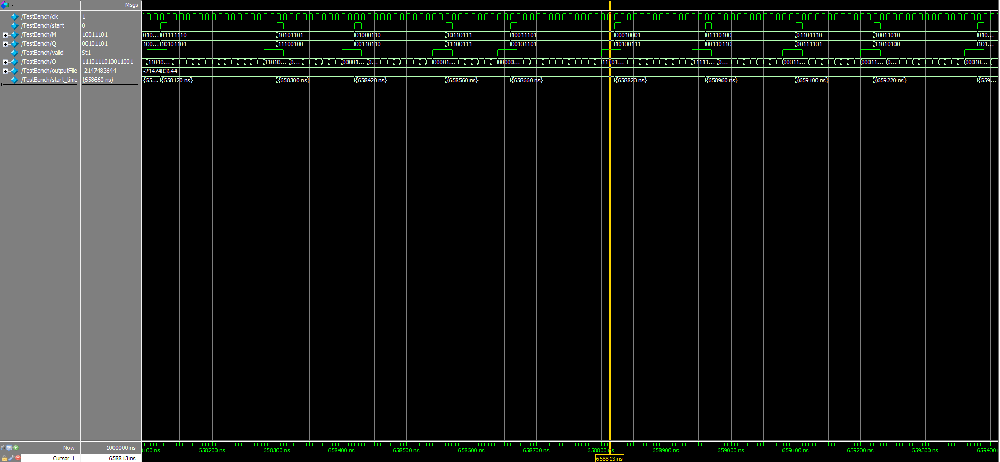 Msgs
/TestBench/clk 1
/TestBench/start 0
/TestBench/M 10011101 010... 01111110 10101101 01000110 10110111 10011101 00010001 01110100 01101110 10011010 010...
/TestBench/Q 00101101 100... 10101101 11100100 00110110 11100111 00101101 10100111 00110110 00111101 11010100 101...
/TestBench/valid St1
/TestBench/O 1110111010011001 11010... 11010... 0... 00001... 0... 00001... 00000... 11101... 11111... 0... 00011... 00011... 0... 00010...
/TestBench/outputFile -2147483644 -2147483644
/TestBench/start_time {658660 ns} {65... {658120 ns} {658300 ns} {658420 ns} {658560 ns} {658660 ns} {658820 ns} {658960 ns} {659100 ns} {659220 ns} {659...
Now 1000000 ns 100 ns 658200 ns 658300 ns 658400 ns 658500 ns 658600 ns 658700 ns 658800 ns 658900 ns 659000 ns 659100 ns 659200 ns 659300 ns 659400
Cursor 1 658813 ns 658813 ns